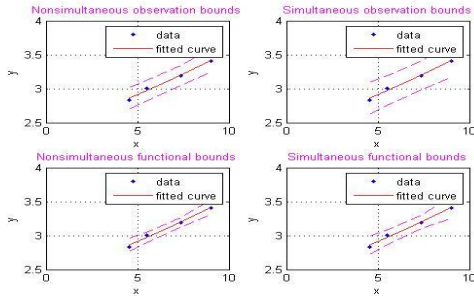 Nonsimultaneous observation bounds
4
3.5
3
2.5
y
data
fitted curve
0
5
10
x
Simultaneous observation bounds
4
3.5
3
2.5
y
data
fitted curve
0
5
10
x
Nonsimultaneous functional bounds
4
3.5
3
2.5
y
data
fitted curve
0
5
10
x
Simultaneous functional bounds
4
3.5
3
2.5
y
data
fitted curve
0
5
10
x